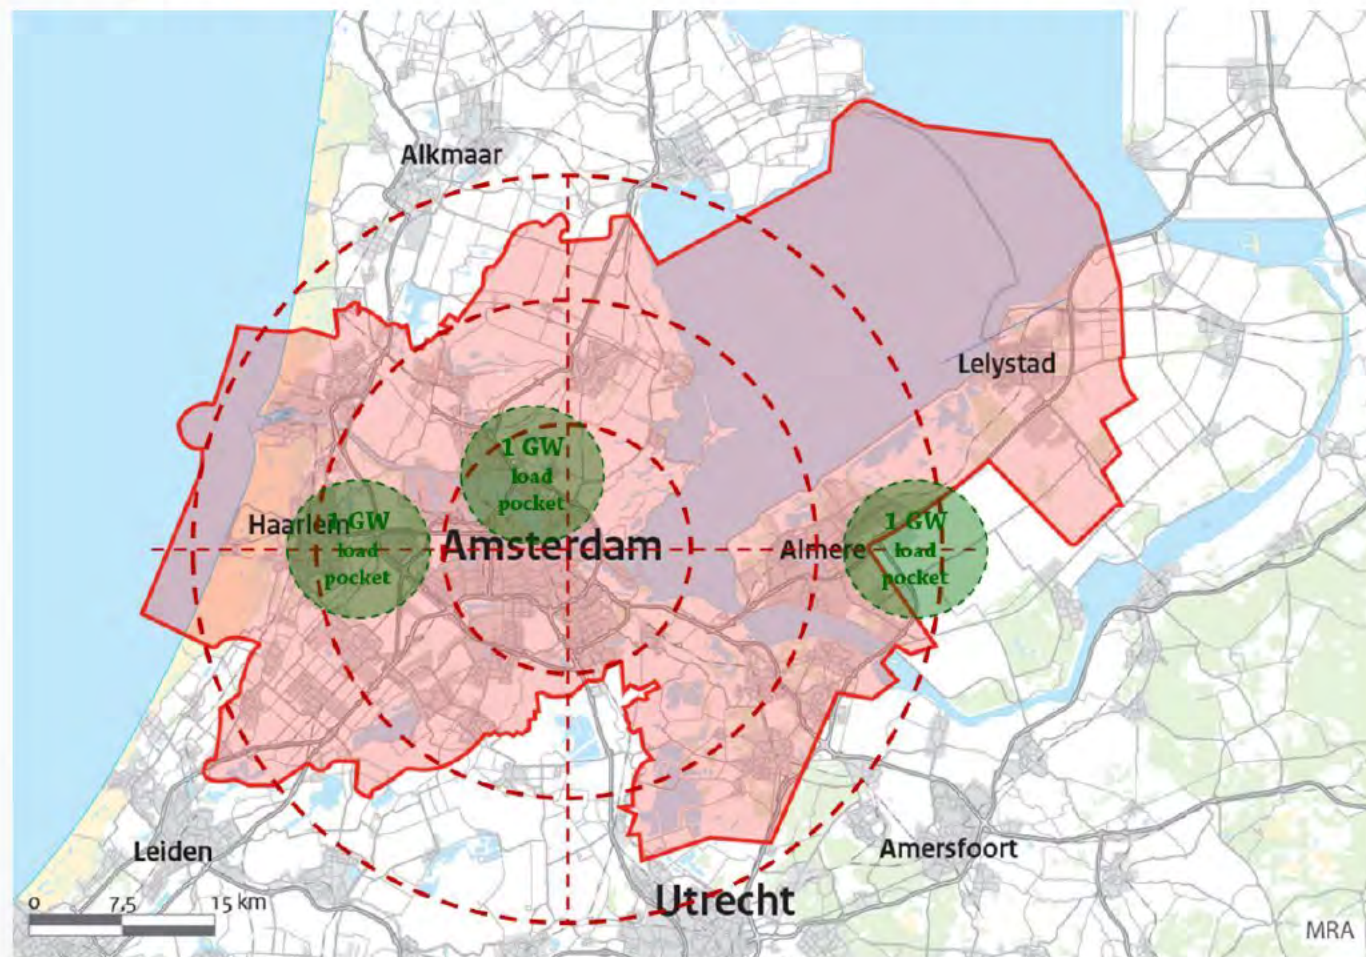 Alkmaar
Lelystad
1 GW
load
pocket
Haarlem
1 GW
load
pocket
Amsterdam
Almere
1 GW
load
pocket
Leiden
Amersfoort
Utrecht
0 7,5 15 km
MRA